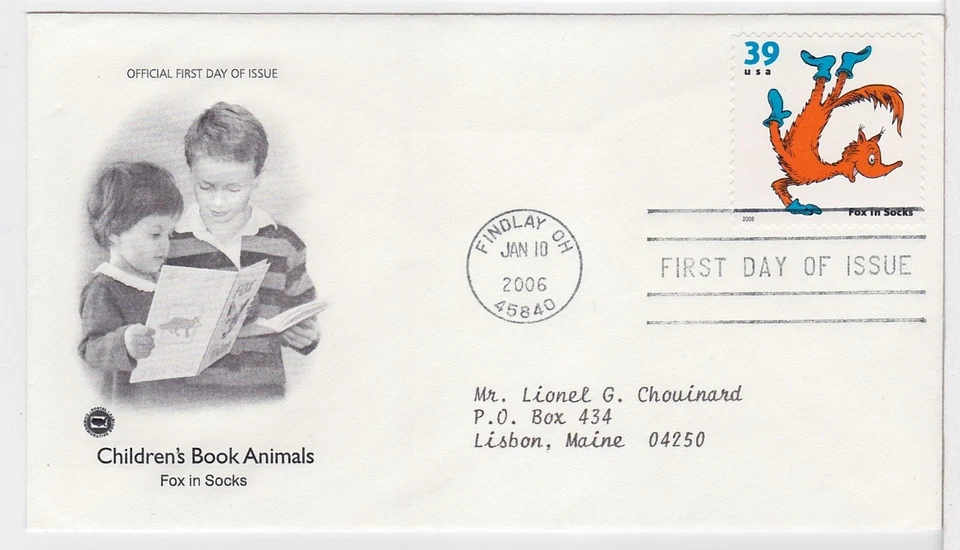 OFFICIAL FIRST DAY OF ISSUE
39
usa
2006
Fox in Socks
FINDLAY OH
JAN 10
2006
45840
FIRST DAY OF ISSUE
Mr. Lionel G. Chouinard
P.O. Box 434
Lisbon, Maine 04250
Children's Book Animals
Fox in Socks